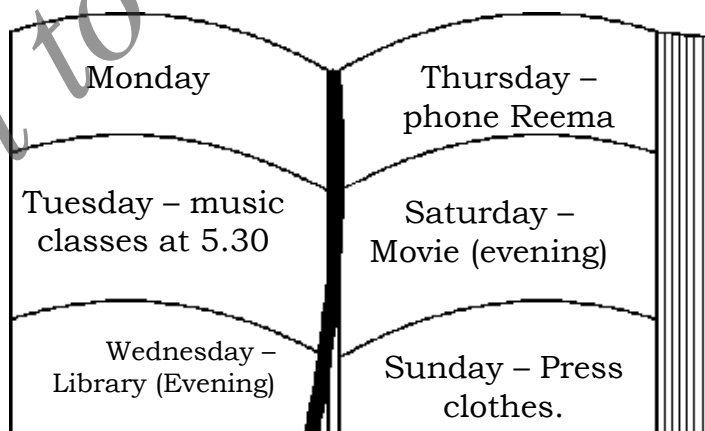 Monday
Tuesday – music
classes at 5.30
Wednesday –
Library (Evening)
Thursday –
phone Reema
Saturday –
Movie (evening)
Sunday – Press
clothes.
to